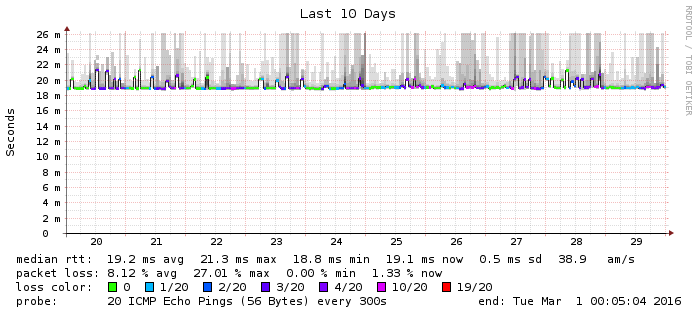 Last 10 Days
RRDTOOL / TOBI OETIKER
Seconds
26 m
24 m
22 m
20 m
18 m
16 m
14 m
12 m
10 m
8 m
6 m
4 m
2 m
0
20 21 22 23 24 25 26 27 28 29
median rtt: 19.2 ms avg 21.3 ms max 18.8 ms min 19.1 ms now 0.5 ms sd 38.9 am/s
packet loss: 8.12 % avg 27.01 % max 0.00 % min 1.33 % now
loss color: 0 1/20 2/20 3/20 4/20 10/20 19/20
probe: 20 ICMP Echo Pings (56 Bytes) every 300s end: Tue Mar 1 00:05:04 2016